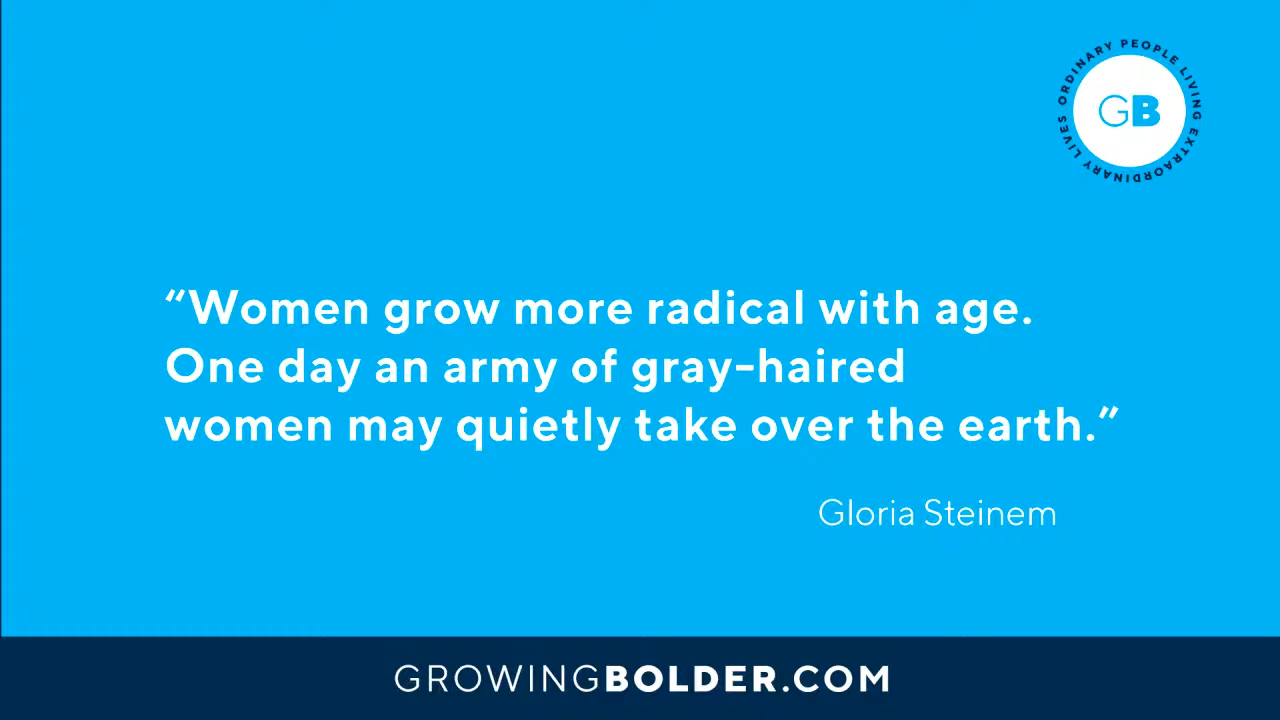 ORDINARY PEOPLE LIVING EXTRAORDINARY LIVES
GB
“Women grow more radical with age.
One day an army of gray-haired
women may quietly take over the earth.”
Gloria Steinem
GROWINGBOLDER.COM